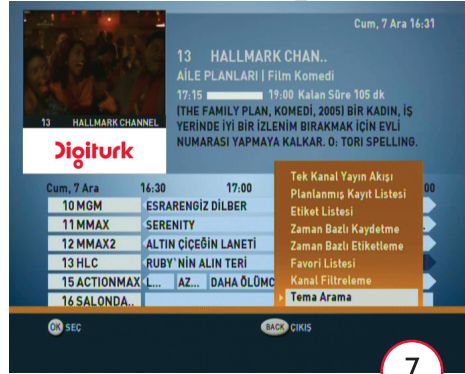 Cum, 7 Ara 16:31
13 HALLMARK CHAN..
AİLE PLANLARI | Film Komedi
17:15 19:00 Kalan Süre 105 dk
(THE FAMILY PLAN, KOMEDİ, 2005) BİR KADIN, İŞ
YERİNDE İYİ BİR İZLENİM BIRAKMAK İÇİN EVLİ
NUMARASI YAPMAYA KALKAR. O: TORI SPELLING.
13 HALLMARK CHANNEL
Digiturk
Cum, 7 Ara 16:30 17:00 00
10 MGM ESRARENGİZ DİLBER
11 MMAX SERENITY
12 MMAX2 ALTIN ÇİÇEĞİN LANETİ
13 HLC RUBY`NİN ALIN TERİ
15 ACTIONMAX L... AZ... DAHA ÖLÜMC
16 SALONDA..
Tek Kanal Yayın Akışı
Planlanmış Kayıt Listesi
Etiket Listesi
Zaman Bazlı Kaydetme
Zaman Bazlı Etiketleme
Favori Listesi
Kanal Filtreleme
Tema Arama
OK SEÇ BACK ÇIKIŞ
7